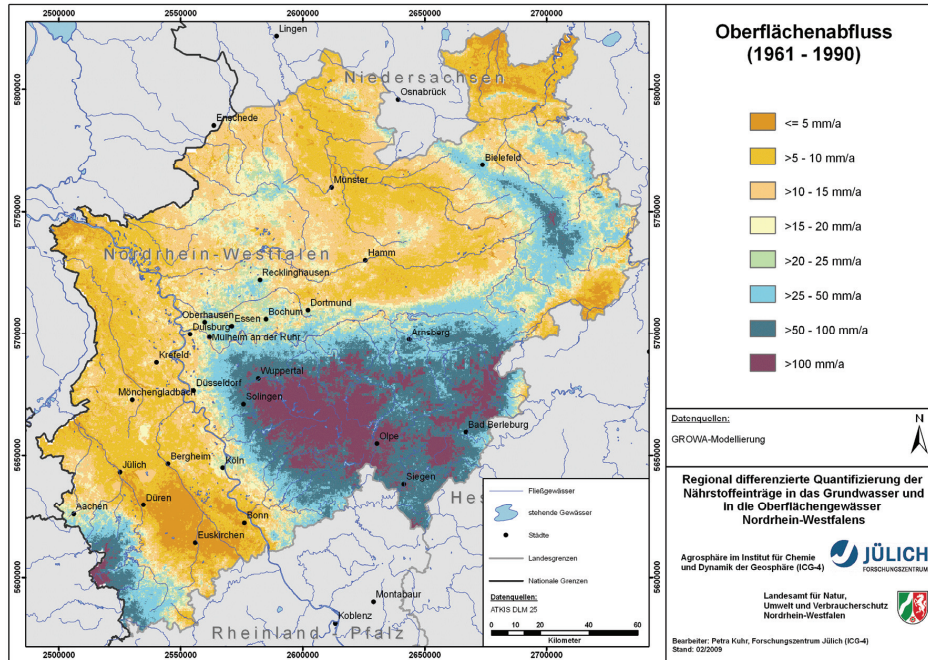 2500000 2550000 2600000 2650000 2700000
5800000
5750000
5700000
5650000
5600000
Lingen
Niedersachsen
Osnabrück
Enschede
Bielefeld
Münster
Nordrhein-Westfalen
Hamm
Recklinghausen
Dortmund
Bochum
Oberhausen
Essen
Duisburg
Mülheim an der Ruhr
Arnsberg
Krefeld
Wuppertal
Düsseldorf
Mönchengladbach
Solingen
Bad Berleburg
Olpe
Bergheim
Köln
Jülich
Siegen
Hes
Düren
Aachen
Bonn
Euskirchen
Montabaur
Koblenz
Rheinland - Pfalz
2500000 2550000 2600000 2650000 2700000
Fließgewässer
stehende Gewässer
Städte
Landesgrenzen
Nationale Grenzen
Datenquellen:
ATKIS DLM 25
0 10 20 40 60
Kilometer
Oberflächenabfluss
(1961 - 1990)
<= 5 mm/a
>5 - 10 mm/a
>10 - 15 mm/a
>15 - 20 mm/a
>20 - 25 mm/a
>25 - 50 mm/a
>50 - 100 mm/a
>100 mm/a
Datenquellen:
GROWA-Modellierung
N
Regional differenzierte Quantifizierung der
Nährstoffeinträge in das Grundwasser und
in die Oberflächengewässer
Nordrhein-Westfalens
Agrosphäre im Institut für Chemie
und Dynamik der Geosphäre (ICG-4)
JÜLICH
FORSCHUNGSZENTRUM
Landesamt für Natur,
Umwelt und Verbraucherschutz
Nordrhein-Westfalen
Bearbeiter: Petra Kuhr, Forschungszentrum Jülich (ICG-4)
Stand: 02/2009